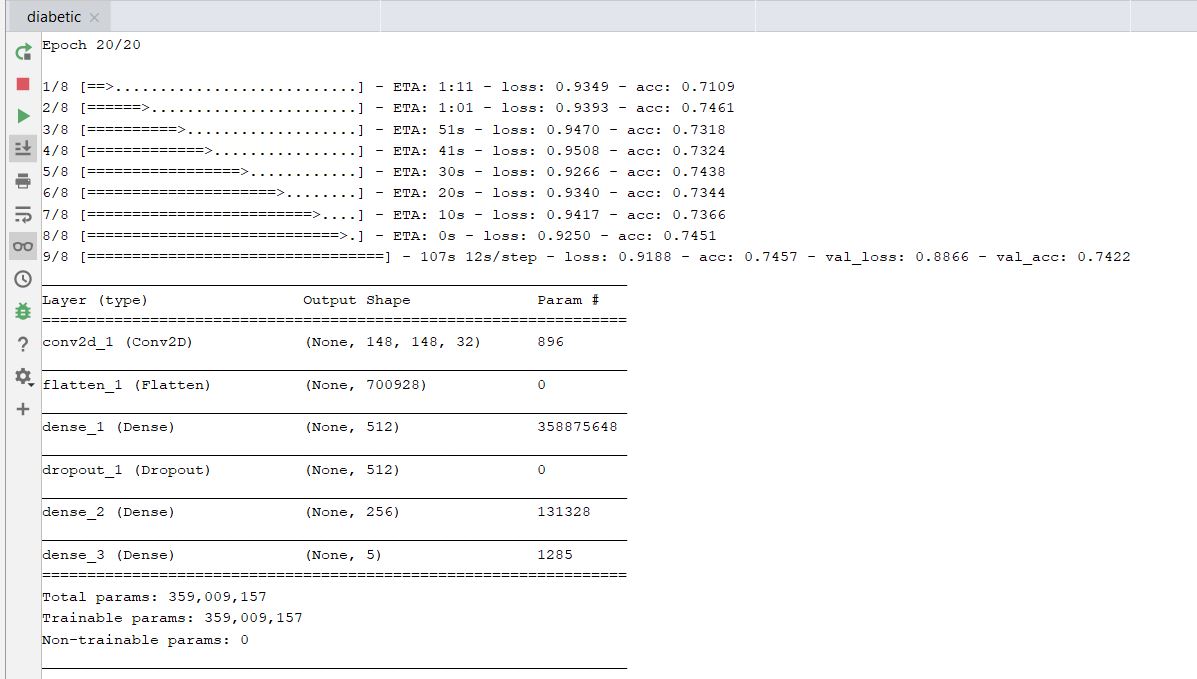 diabetic
Epoch 20/20
1/8 [==>...........................] - ETA: 1:11 - loss: 0.9349 - acc: 0.7109
2/8 [======>.......................] - ETA: 1:01 - loss: 0.9393 - acc: 0.7461
3/8 [==========>...................] - ETA: 51s - loss: 0.9470 - acc: 0.7318
4/8 [=============>................] - ETA: 41s - loss: 0.9508 - acc: 0.7324
5/8 [=================>............] - ETA: 30s - loss: 0.9266 - acc: 0.7438
6/8 [=====================>........] - ETA: 20s - loss: 0.9340 - acc: 0.7344
7/8 [=========================>....] - ETA: 10s - loss: 0.9417 - acc: 0.7366
8/8 [============================>.] - ETA: 0s - loss: 0.9250 - acc: 0.7451
9/8 [=================================] - 107s 12s/step - loss: 0.9188 - acc: 0.7457 - val_loss: 0.8866 - val_acc: 0.7422
_________________________________________________________________
Layer (type) Output Shape Param #
=================================================================
conv2d_1 (Conv2D) (None, 148, 148, 32) 896
_________________________________________________________________
flatten_1 (Flatten) (None, 700928) 0
_________________________________________________________________
dense_1 (Dense) (None, 512) 358875648
_________________________________________________________________
dropout_1 (Dropout) (None, 512) 0
_________________________________________________________________
dense_2 (Dense) (None, 256) 131328
_________________________________________________________________
dense_3 (Dense) (None, 5) 1285
=================================================================
Total params: 359,009,157
Trainable params: 359,009,157
Non-trainable params: 0
_________________________________________________________________